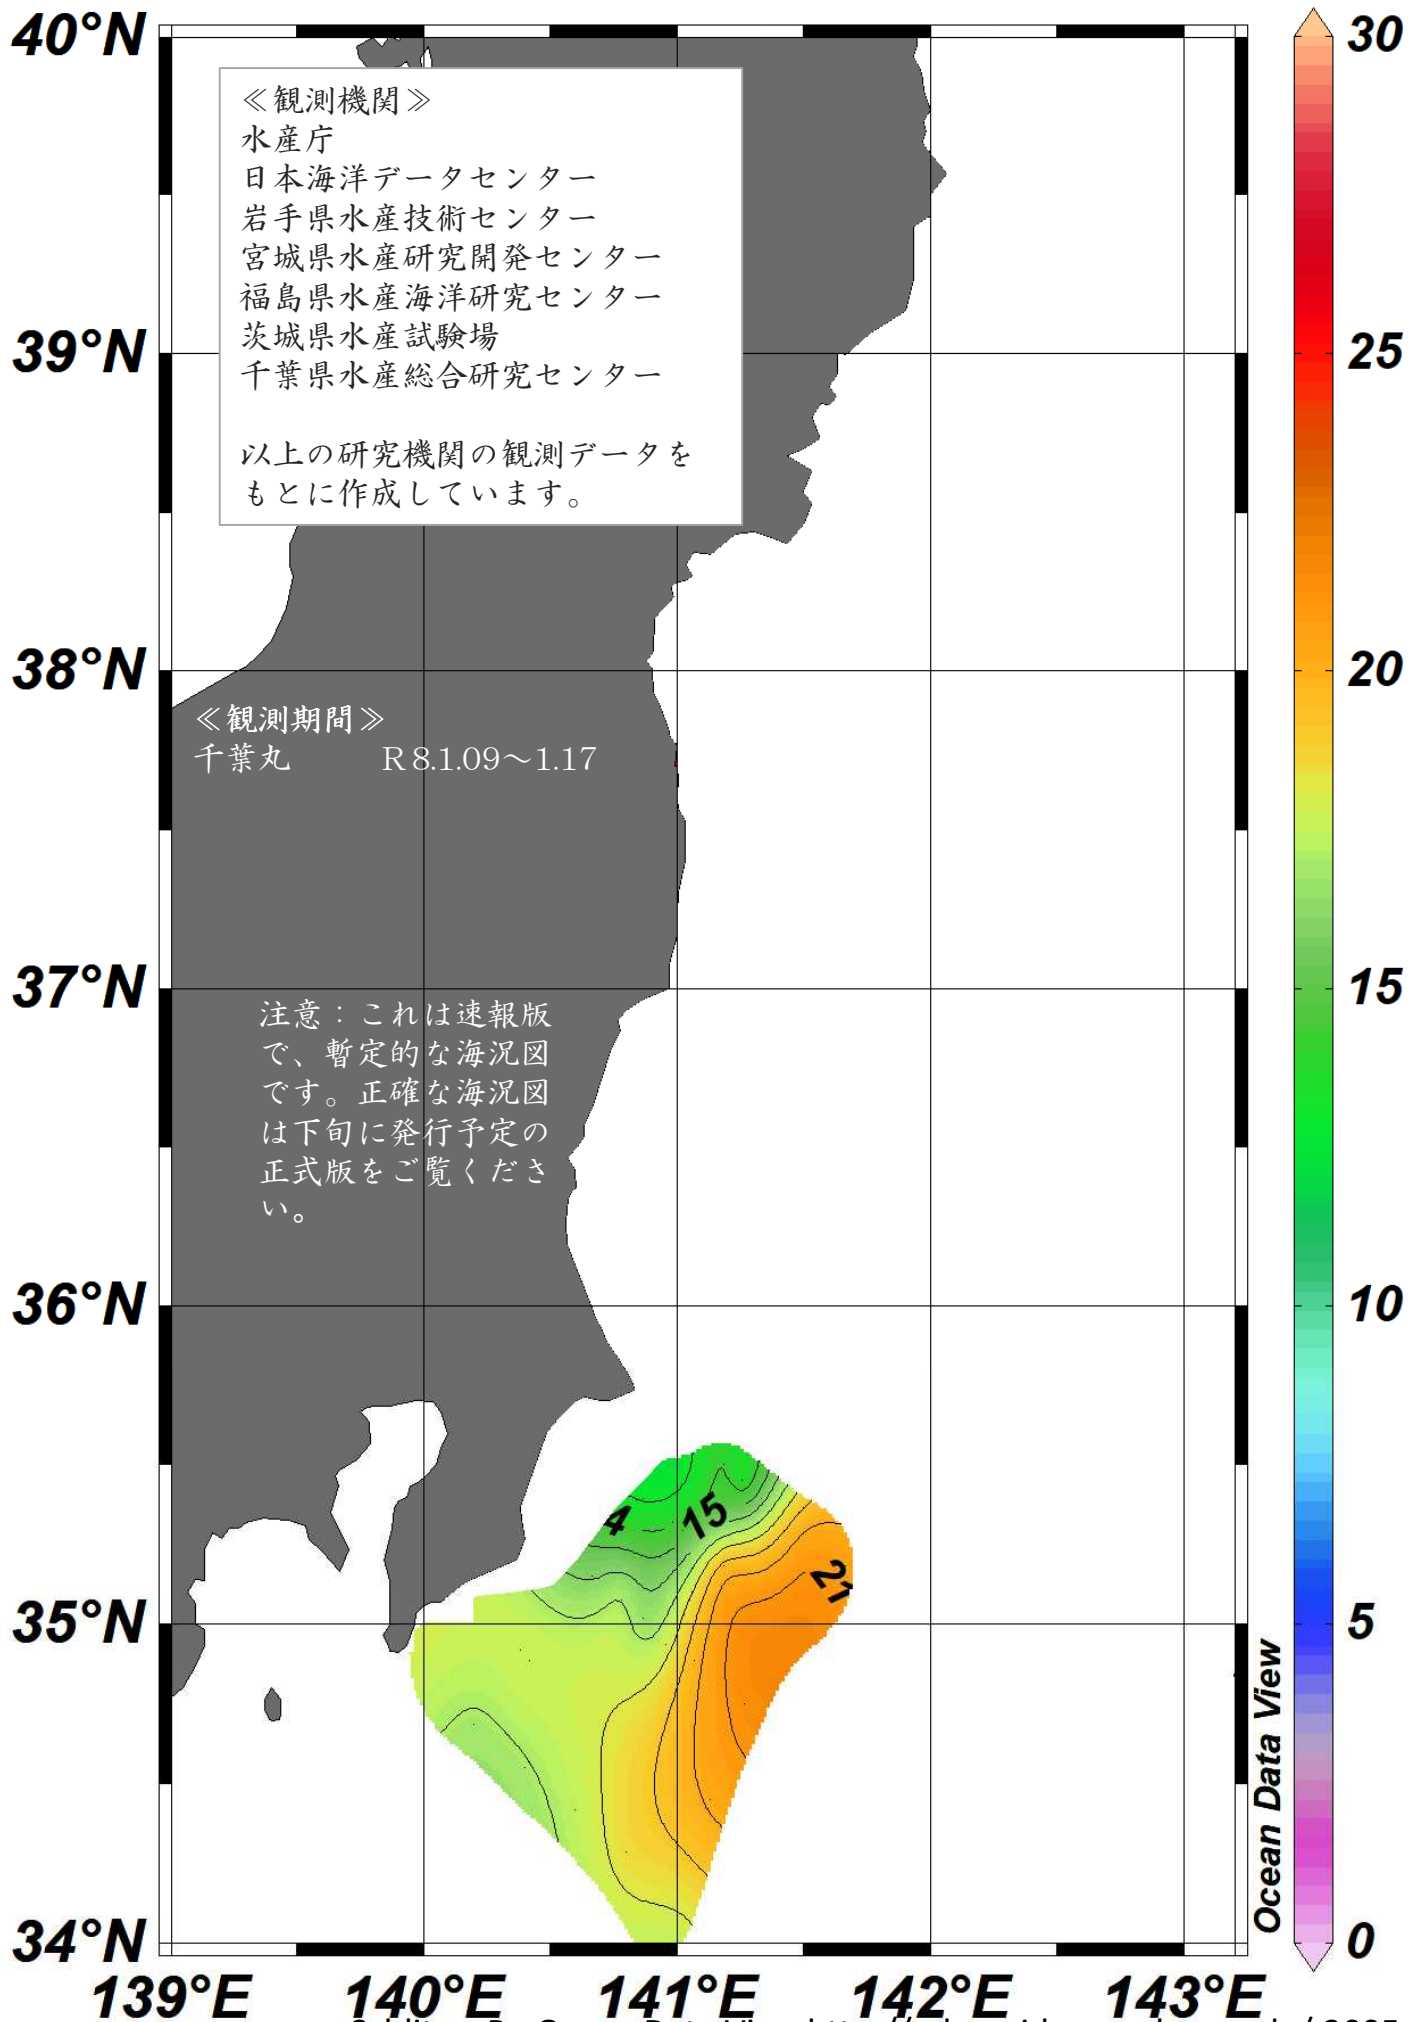 40°N
30
≪観測機関≫
水産庁
日本海洋データセンター
岩手県水産技術センター
宮城県水産研究開発センター
福島県水産海洋研究センター
茨城県水産試験場
千葉県水産総合研究センター
以上の研究機関の観測データを
もとに作成しています。
39°N
25
38°N
20
≪観測期間≫
千葉丸 R 8.1.09～1.17
37°N
15
注意：これは速報版
で、暫定的な海況図
です。正確な海況図
は下旬に発行予定の
正式版をご覧くださ
い。
36°N
10
4
15
21
35°N
5
Ocean Data View
34°N
0
139°E 140°E 141°E 142°E 143°E